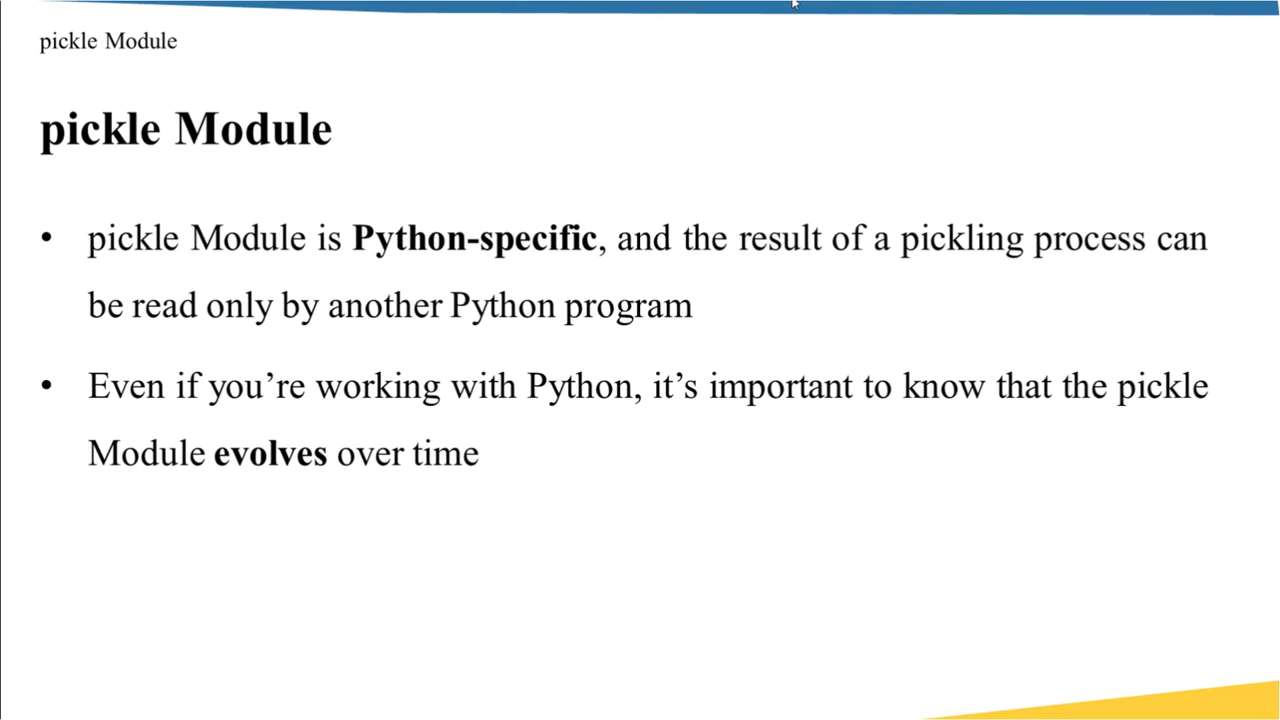 pickle Module
pickle Module
• pickle Module is Python-specific, and the result of a pickling process can
be read only by another Python program
• Even if you’re working with Python, it’s important to know that the pickle
Module evolves over time